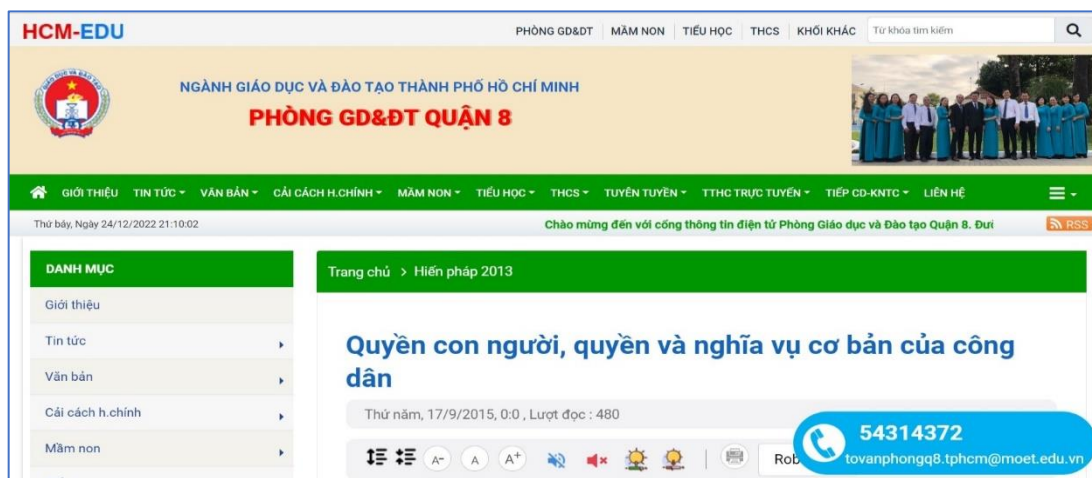 HCM-EDU
PHÒNG GD&ĐT MẦM NON TIỂU HỌC THCS KHỐI KHÁC Từ khóa tìm kiếm
NGÀNH GIÁO DỤC VÀ ĐÀO TẠO THÀNH PHỐ HỒ CHÍ MINH
PHÒNG GD&ĐT QUẬN 8
GIỚI THIỆU TIN TỨC VĂN BẢN CẢI CÁCH H.CHÍNH MẦM NON TIỂU HỌC THCS TUYÊN TUYỀN TTHC TRỰC TUYẾN TIẾP CD-KNTC LIÊN HỆ
Thứ bảy, Ngày 24/12/2022 21:10:02
Chào mừng đến với cổng thông tin điện tử Phòng Giáo dục và Đào tạo Quận 8.
RSS
DANH MỤC
Giới thiệu
Tin tức
Văn bản
Cải cách h.chính
Mầm non
Trang chủ > Hiến pháp 2013
Quyền con người, quyền và nghĩa vụ cơ bản của công
dân
Thứ năm, 17/9/2015, 0:0 , Lượt đọc : 480
A- A A+
Rob
54314372
tovanphongq8.tphcm@moet.edu.vn